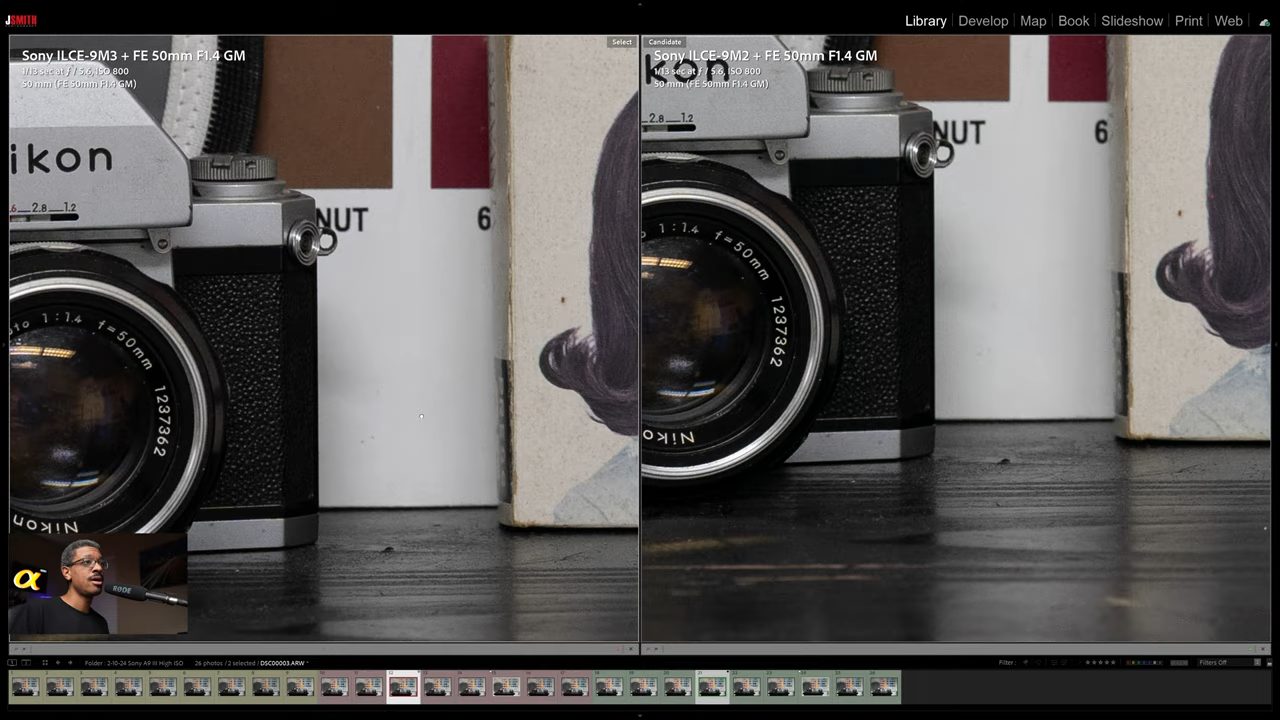 JSMITH
Library | Develop | Map | Book | Slideshow | Print | Web
Sony ILCE-9M3 + FE 50mm F1.4 GM
1/13 sec at ƒ / 5.6, ISO 800
50 mm (FE 50mm F1.4 GM)
Select
Candidate
Sony ILCE-9M2 + FE 50mm F1.4 GM
1/13 sec at ƒ / 5.6, ISO 800
50 mm (FE 50mm F1.4 GM)
ikon
2.8 1.2
NUT
6
1:1.4 f=50mm 1237362
Nikon
kon
2.8 1.2
NUT
6
1:1.4 f=50mm 1237362
Niko
α
RØDE
Folder : 2-10-24 Sony A9 III High ISO
26 photos / 2 selected / DSC00003.ARW
Filter :
Filters Off